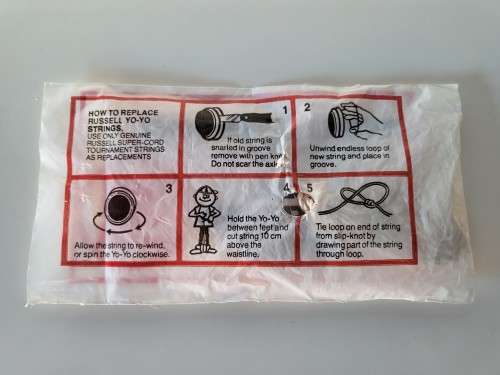 HOW TO REPLACE
RUSSELL YO-YO
STRINGS.
USE ONLY GENUINE
RUSSELL SUPER-CORD
TOURNAMENT STRINGS
AS REPLACEMENTS
1
If old string is
snarled in groove
remove with pen knife.
Do not scar the axle.
2
Unwind endless loop of
new string and place in
groove.
3
Allow the string to re-wind,
or spin the Yo-Yo clockwise.
4
Hold the Yo-Yo
between feet and
cut string 10 cm
above the
waistline.
5
Tie loop on end of string
from slip-knot by
drawing part of the string
through loop.